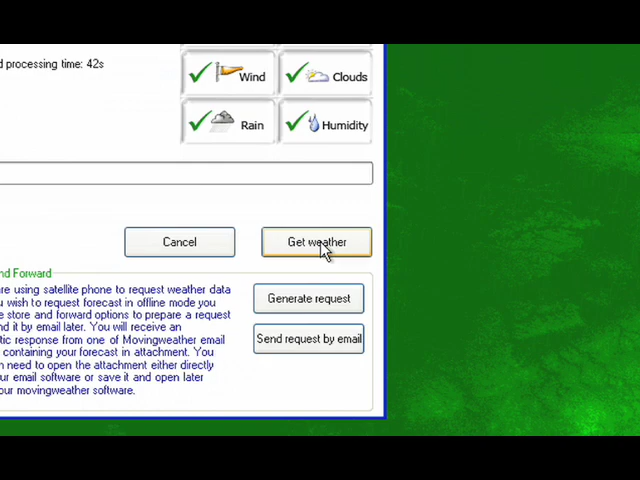 d processing time: 42s
Wind
Clouds
Rain
Humidity
Cancel
Get weather
nd Forward
re using satellite phone to request weather data
u wish to request forecast in offline mode you
e store and forward options to prepare a request
nd it by email later. You will receive an
tic response from one of Movingweather email
containing your forecast in attachment. You
n need to open the attachment either directly
ur email software or save it and open later
our movingweather software.
Generate request
Send request by email